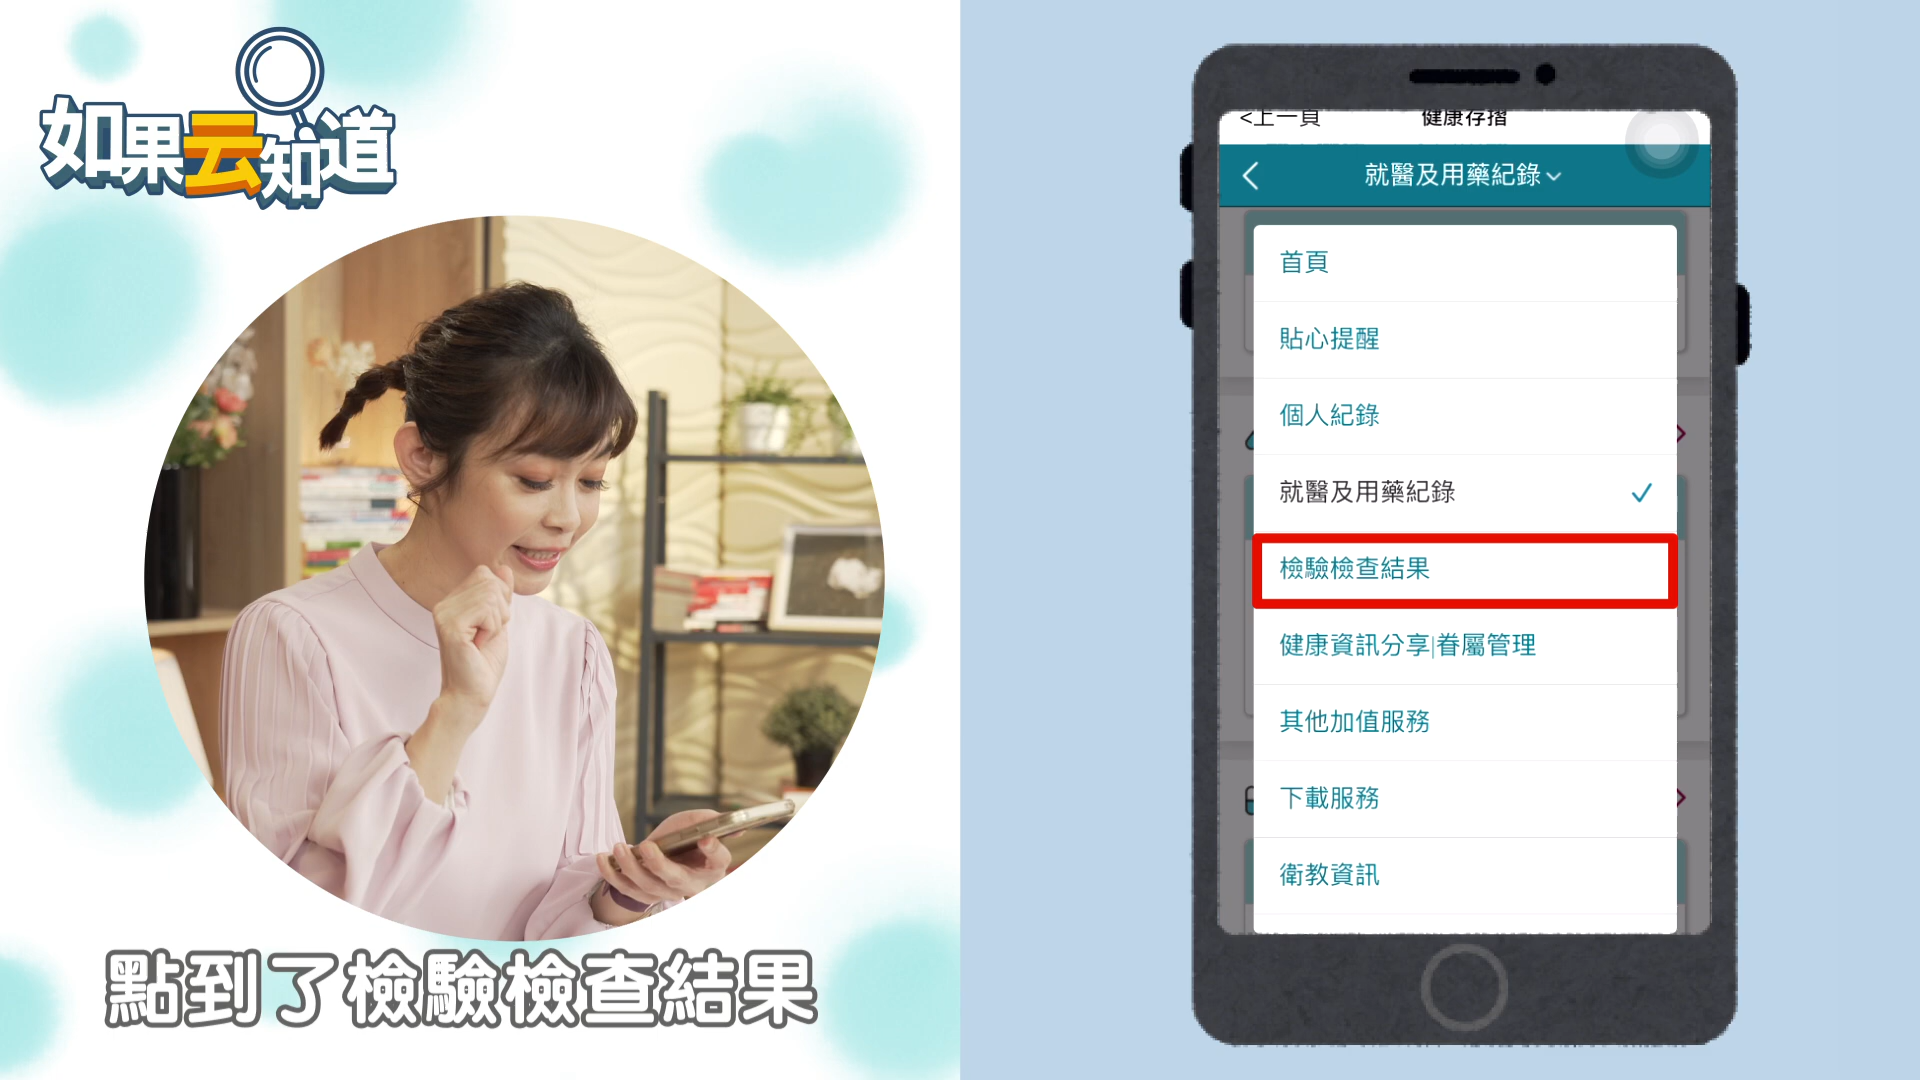 如果云知道
點到了檢驗檢查結果
<上一頁 健康存摺
就醫及用藥紀錄
首頁
貼心提醒
個人紀錄
就醫及用藥紀錄
檢驗檢查結果
健康資訊分享|眷屬管理
其他加值服務
下載服務
衛教資訊